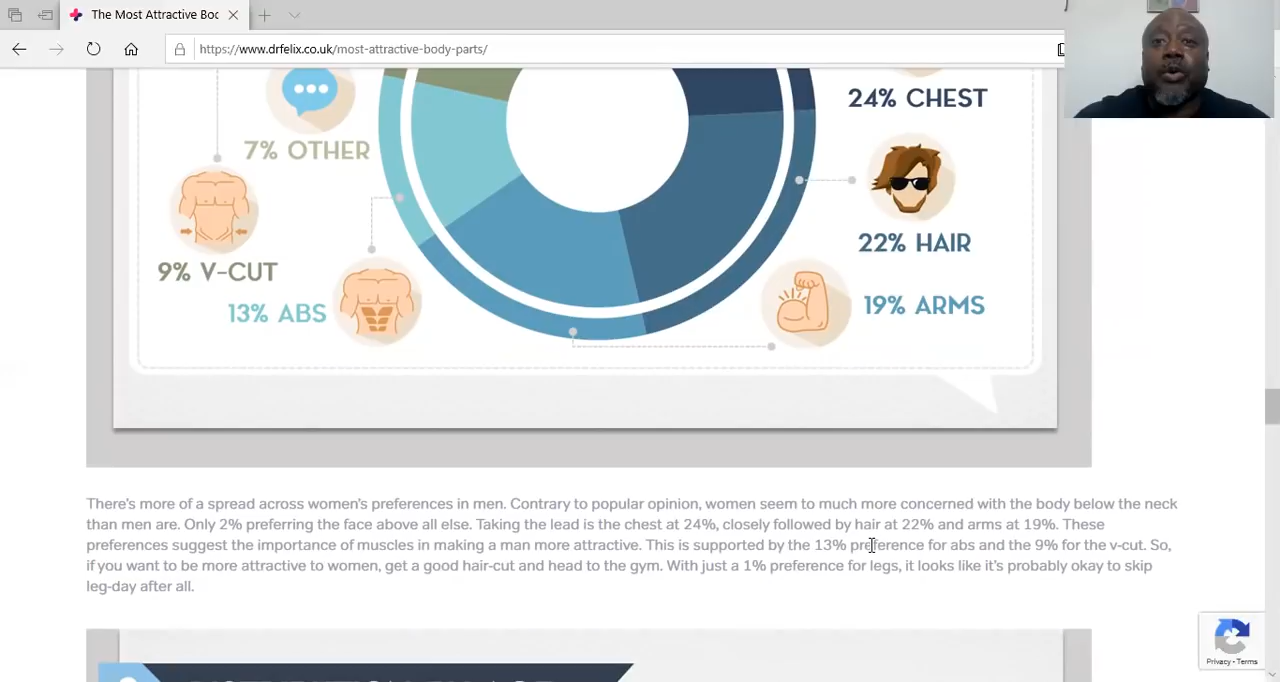 The Most Attractive Boc
https://www.drfelix.co.uk/most-attractive-body-parts/
24% CHEST
7% OTHER
22% HAIR
9% V-CUT
13% ABS
19% ARMS
There's more of a spread across women's preferences in men. Contrary to popular opinion, women seem to much more concerned with the body below the neck
than men are. Only 2% preferring the face above all else. Taking the lead is the chest at 24%, closely followed by hair at 22% and arms at 19%. These
preferences suggest the importance of muscles in making a man more attractive. This is supported by the 13% preference for abs and the 9% for the v-cut. So,
if you want to be more attractive to women, get a good hair-cut and head to the gym. With just a 1% preference for legs, it looks like it's probably okay to skip
leg-day after all.
Privacy - Terms